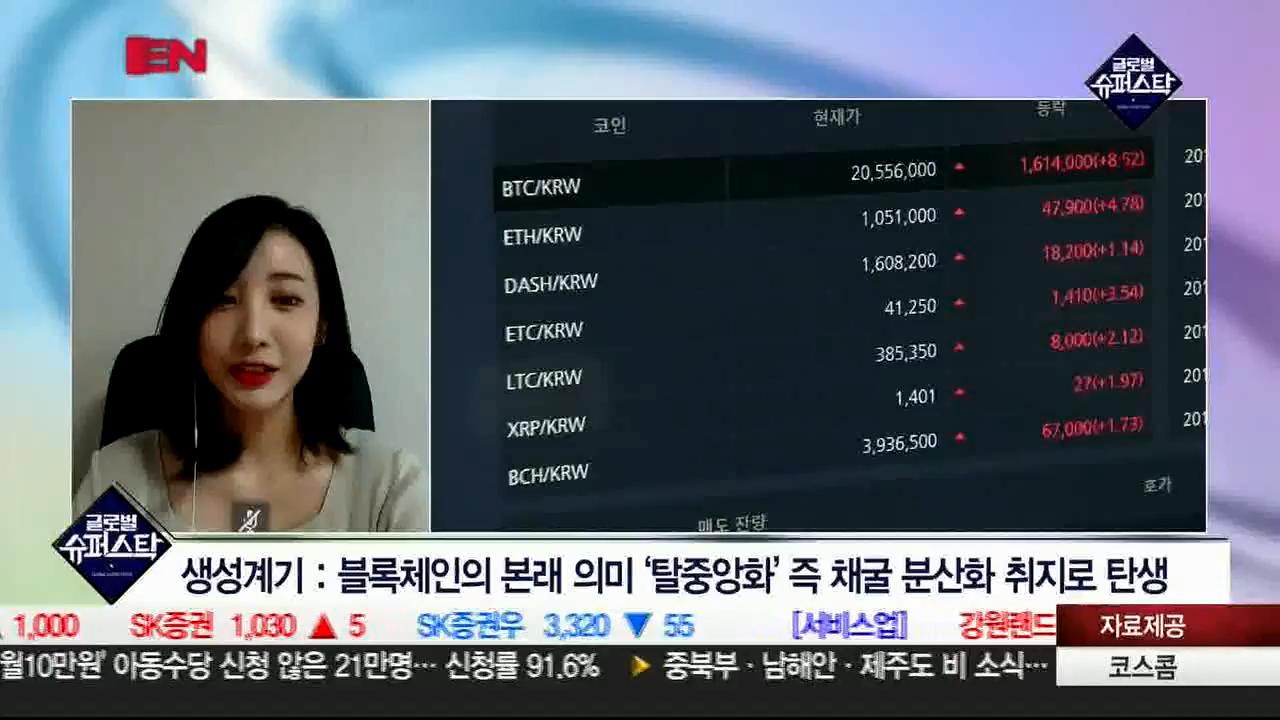 EN
글로벌
슈퍼스탁
코인 현재가 등락
BTC/KRW 20,556,000 ▲ 1,614,000(+8.52) 201
ETH/KRW 1,051,000 ▲ 47,900(+4.78) 201
DASH/KRW 1,608,200 ▲ 18,200(+1.14) 201
ETC/KRW 41,250 ▲ 1,410(+3.54) 201
LTC/KRW 385,350 ▲ 8,000(+2.12) 201
XRP/KRW 1,401 ▲ 27(+1.97) 201
BCH/KRW 3,936,500 ▲ 67,000(+1.73) 201
호가
매도 잔량
글로벌
슈퍼스탁
생성계기 : 블록체인의 본래 의미 ‘탈중앙화’ 즉 채굴 분산화 취지로 탄생
1,000 SK증권 1,030 ▲ 5 SK증권우 3,320 ▼ 55 [서비스업] 강원랜드
자료제공
월10만원’ 아동수당 신청 않은 21만명… 신청률 91.6% ▶ 중북부·남해안·제주도 비 소식…
코스콤